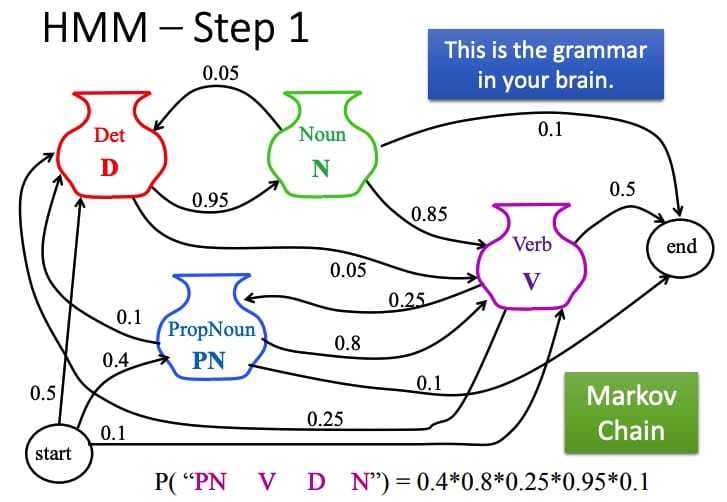 HMM – Step 1
This is the grammar
in your brain.
0.05
Det
D
Noun
N
0.1
0.95
0.85
0.5
Verb
V
end
0.05
0.25
0.1
PropNoun
PN
0.8
0.4
0.1
0.5
0.25
0.1
start
Markov
Chain
P( “PN V D N”) = 0.4*0.8*0.25*0.95*0.1